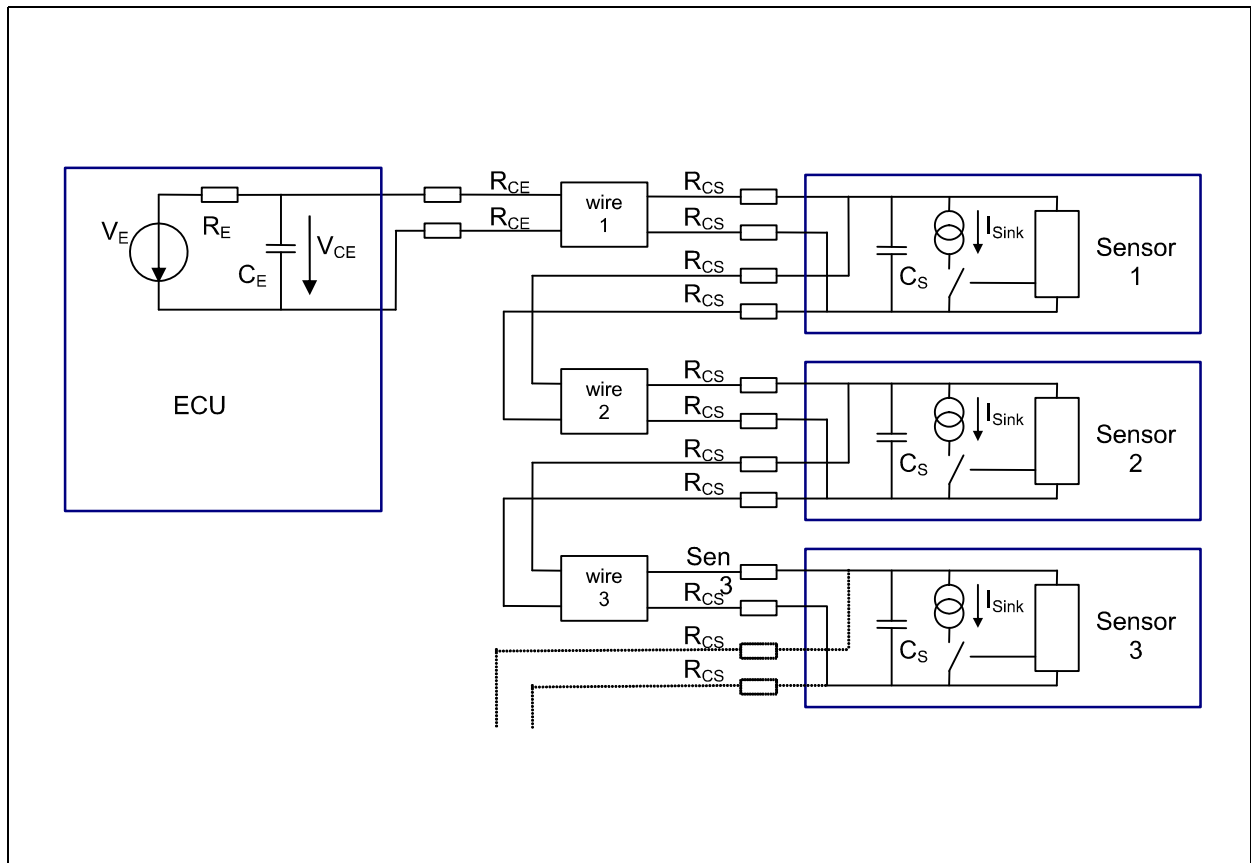 R_CE
R_CS
wire
1
V_E
R_E
C_E
V_CE
R_CE
R_CS
R_CS
R_CS
C_S
I_Sink
Sensor
1
ECU
wire
2
R_CS
R_CS
R_CS
R_CS
C_S
I_Sink
Sensor
2
wire
3
Sen
3
R_CS
R_CS
R_CS
C_S
I_Sink
Sensor
3